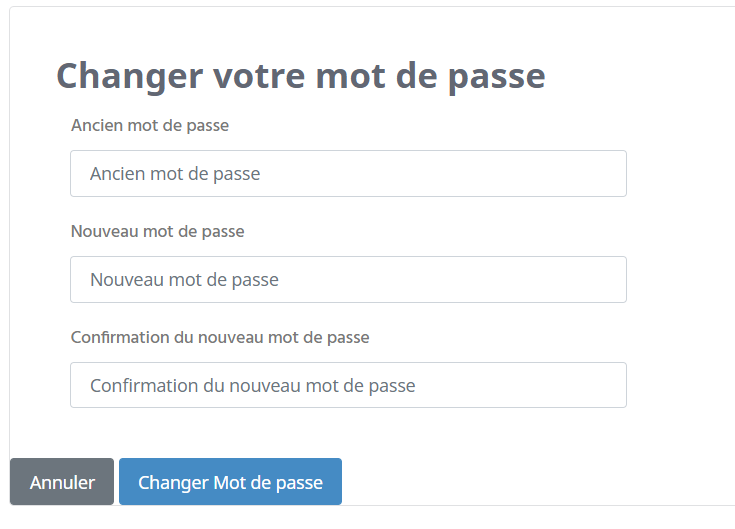 Changer votre mot de passe
Ancien mot de passe
Ancien mot de passe
Nouveau mot de passe
Nouveau mot de passe
Confirmation du nouveau mot de passe
Confirmation du nouveau mot de passe
Annuler Changer Mot de passe